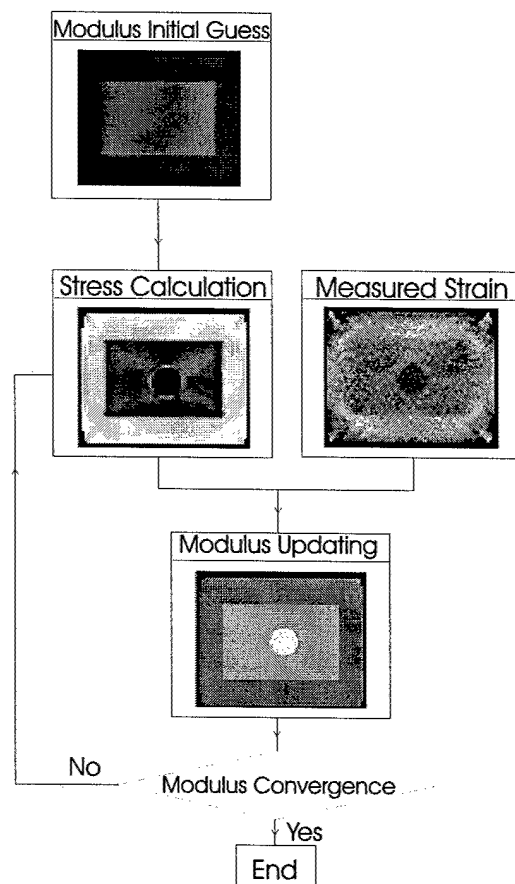 Modulus Initial Guess
Stress Calculation
Measured Strain
Modulus Updating
No
Modulus Convergence
Yes
End